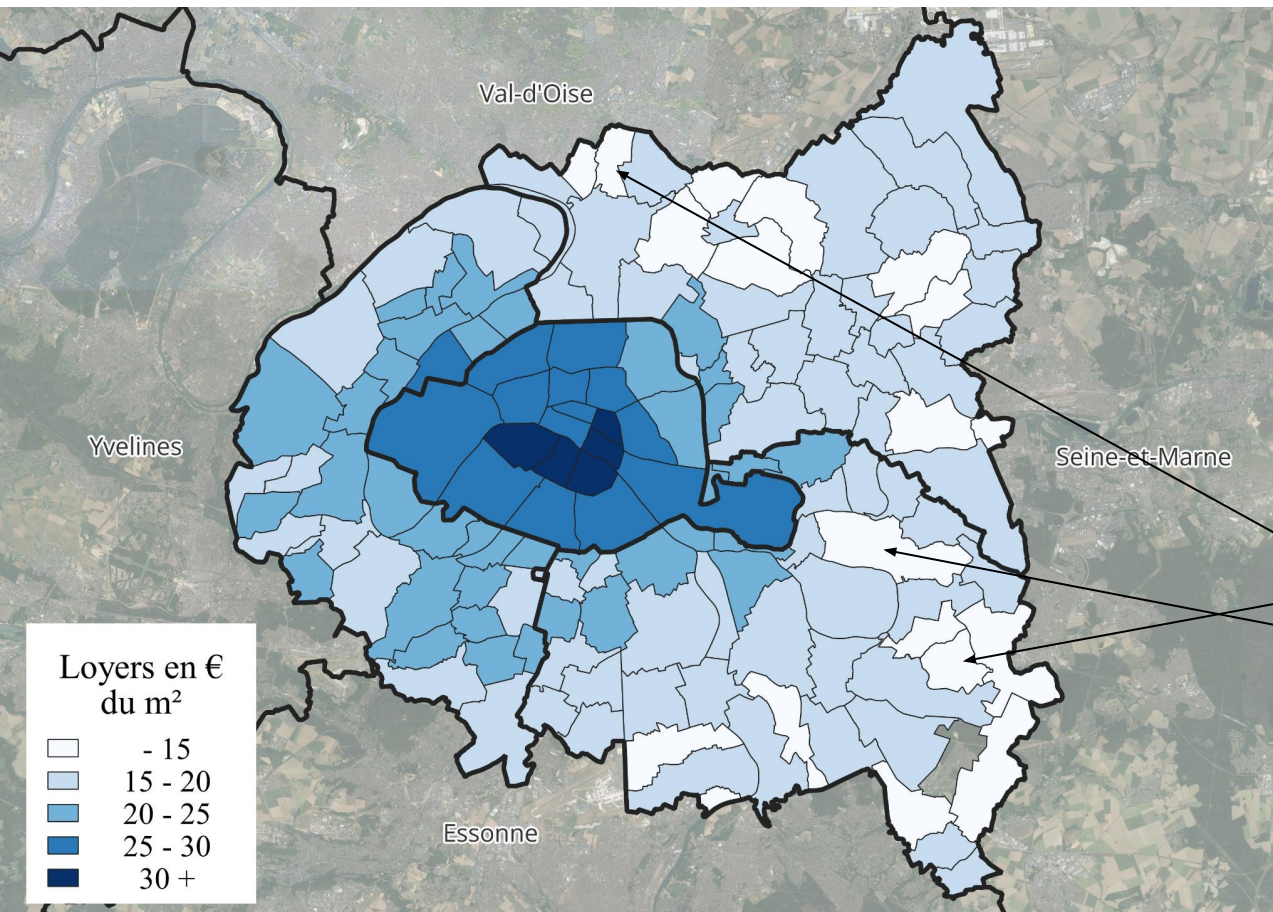 Val-d'Oise
Yvelines
Seine-et-Marne
Essonne
Loyers en €
du m²
- 15
15 - 20
20 - 25
25 - 30
30 +